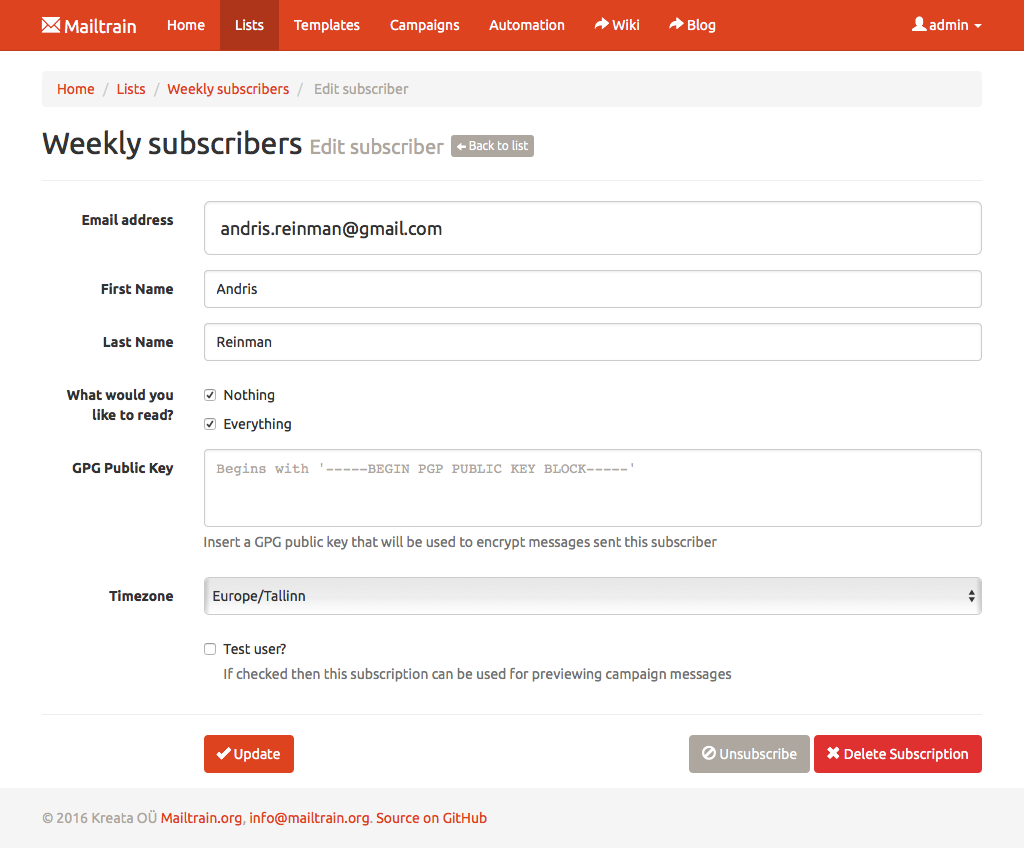 Mailtrain Home Lists Templates Campaigns Automation Wiki Blog admin
Home / Lists / Weekly subscribers / Edit subscriber
Weekly subscribers Edit subscriber Back to list
Email address andris.reinman@gmail.com
First Name Andris
Last Name Reinman
What would you like to read?
Nothing
Everything
GPG Public Key Begins with '-----BEGIN PGP PUBLIC KEY BLOCK-----'
Insert a GPG public key that will be used to encrypt messages sent this subscriber
Timezone Europe/Tallinn
Test user?
If checked then this subscription can be used for previewing campaign messages
Update Unsubscribe Delete Subscription
© 2016 Kreata OÜ Mailtrain.org, info@mailtrain.org. Source on GitHub